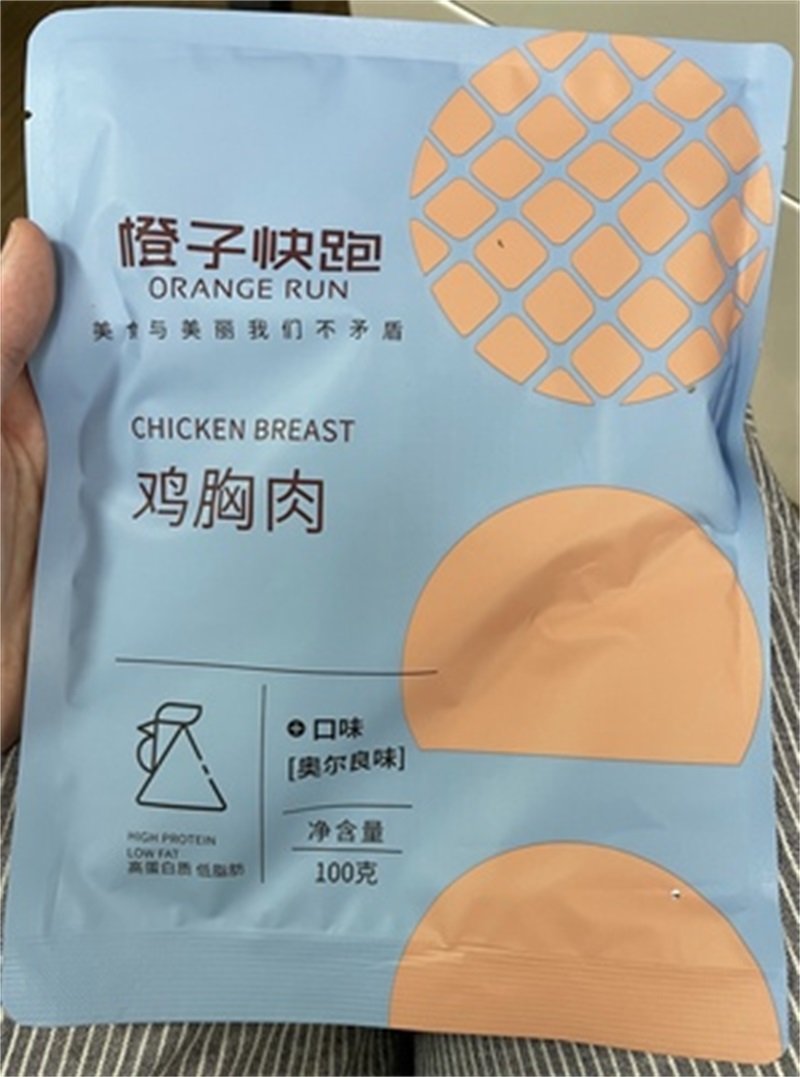 橙子快跑
ORANGE RUN
美食与美丽我们不矛盾
CHICKEN BREAST
鸡胸肉
口味
[奥尔良味]
净含量
100克
HIGH PROTEIN
LOW FAT
高蛋白质 低脂肪